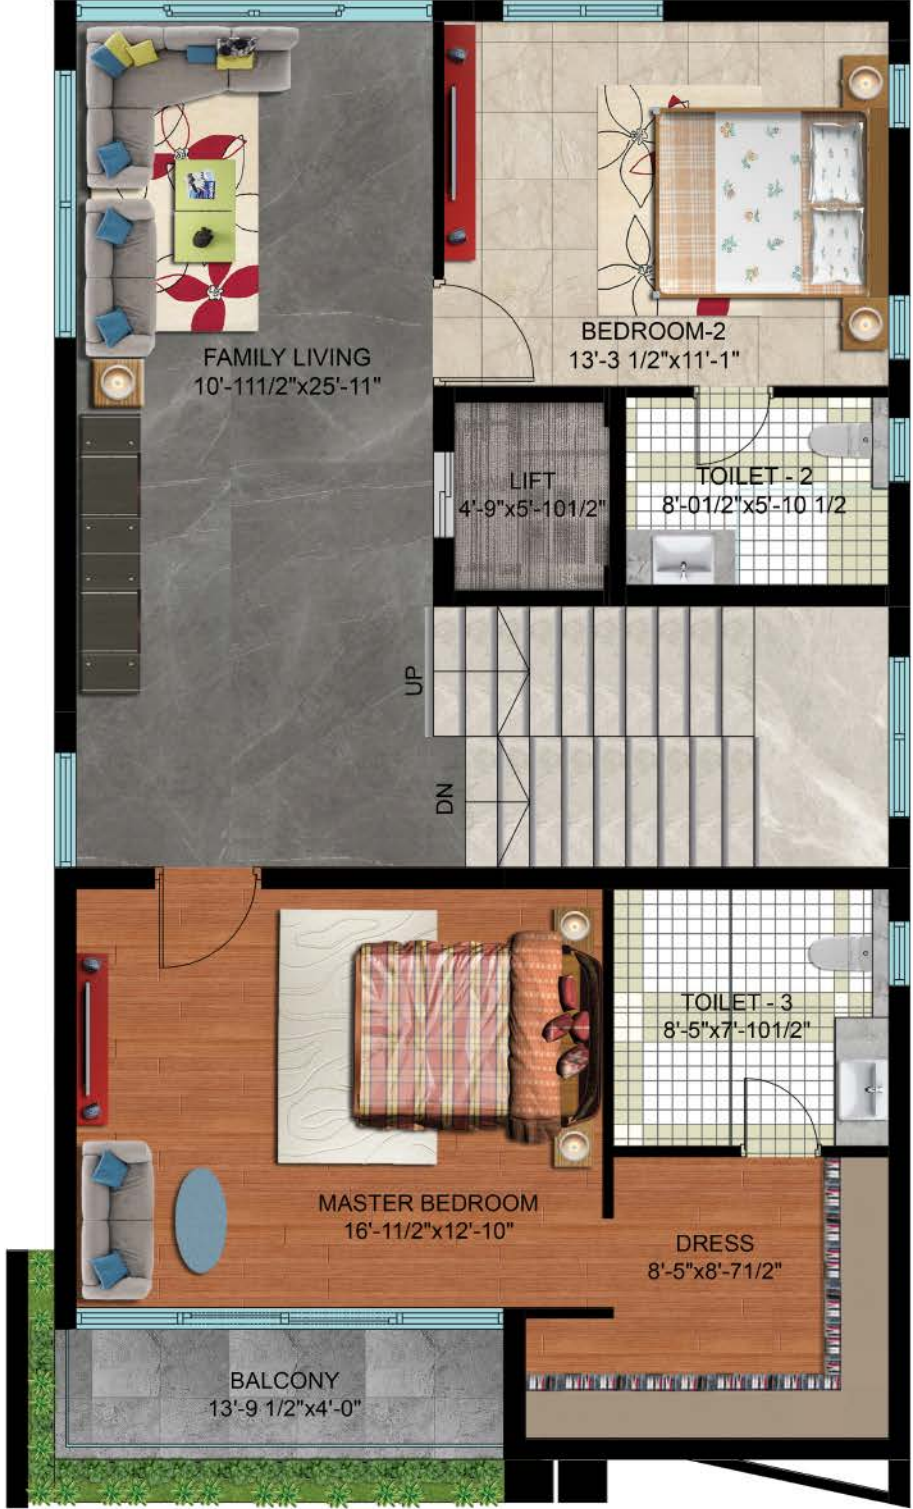 BEDROOM-2
13'-3 1/2"x11'-1"
FAMILY LIVING
10'-111/2"x25'-11"
LIFT
4'-9"x5'-101/2"
TOILET - 2
8'-01/2"x5'-10 1/2
UP
DN
TOILET - 3
8'-5"x7'-101/2"
MASTER BEDROOM
16'-11/2"x12'-10"
DRESS
8'-5"x8'-71/2"
BALCONY
13'-9 1/2"x4'-0"